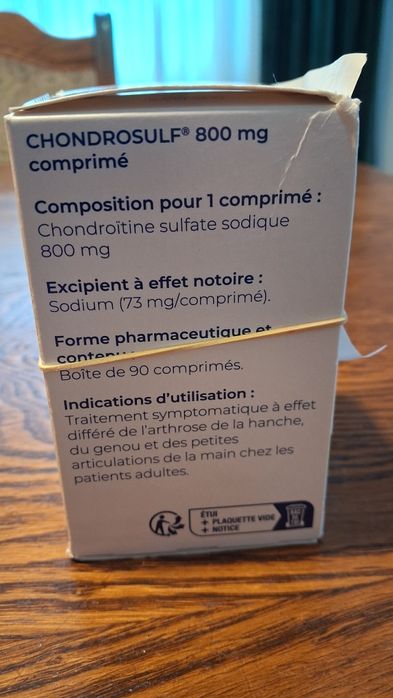 CHONDROSULF® 800 mg
comprimé
Composition pour 1 comprimé :
Chondroïtine sulfate sodique
800 mg
Excipient à effet notoire :
Sodium (73 mg/comprimé).
Forme pharmaceutique et
Boîte de 90 comprimés.
Indications d'utilisation :
Traitement symptomatique à effet
différé de l'arthrose de la hanche,
du genou et des petites
articulations de la main chez les
patients adultes.
ÉTUI
+ PLAQUETTE VIDE
+ NOTICE